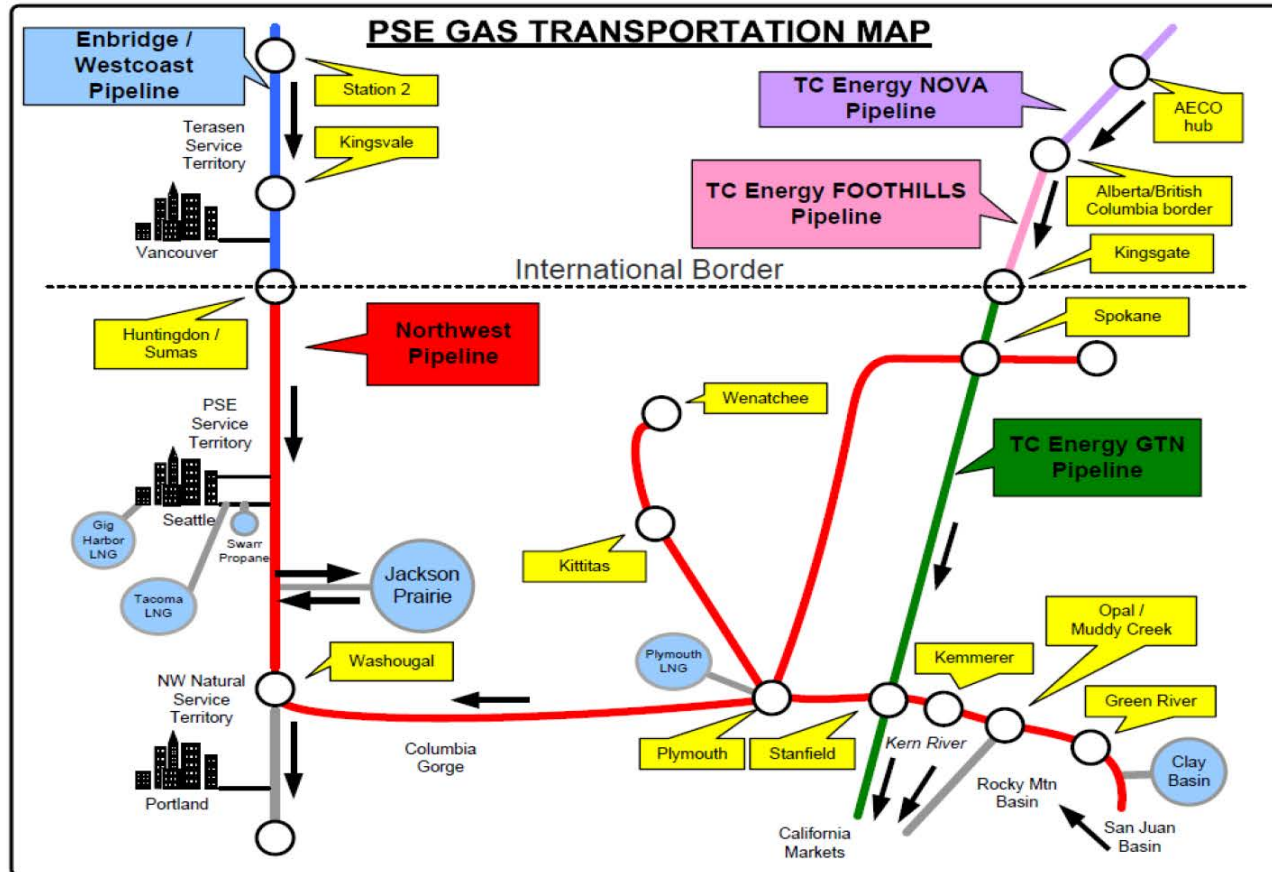 PSE GAS TRANSPORTATION MAP
Enbridge /
Westcoast
Pipeline
Station 2
Terasen
Service
Territory
Kingsvale
Vancouver
TC Energy NOVA
Pipeline
AECO
hub
TC Energy FOOTHILLS
Pipeline
Alberta/British
Columbia border
Kingsgate
International Border
Huntingdon /
Sumas
Northwest
Pipeline
Spokane
PSE
Service
Territory
Wenatchee
TC Energy GTN
Pipeline
Seattle
Gig
Harbor
LNG
Swarr
Propane
Kittitas
Tacoma
LNG
Jackson
Prairie
Opal /
Muddy Creek
Washougal
Plymouth
LNG
Kemmerer
NW Natural
Service
Territory
Green River
Columbia
Gorge
Plymouth
Stanfield
Kern River
Clay
Basin
Rocky Mtn
Basin
Portland
California
Markets
San Juan
Basin